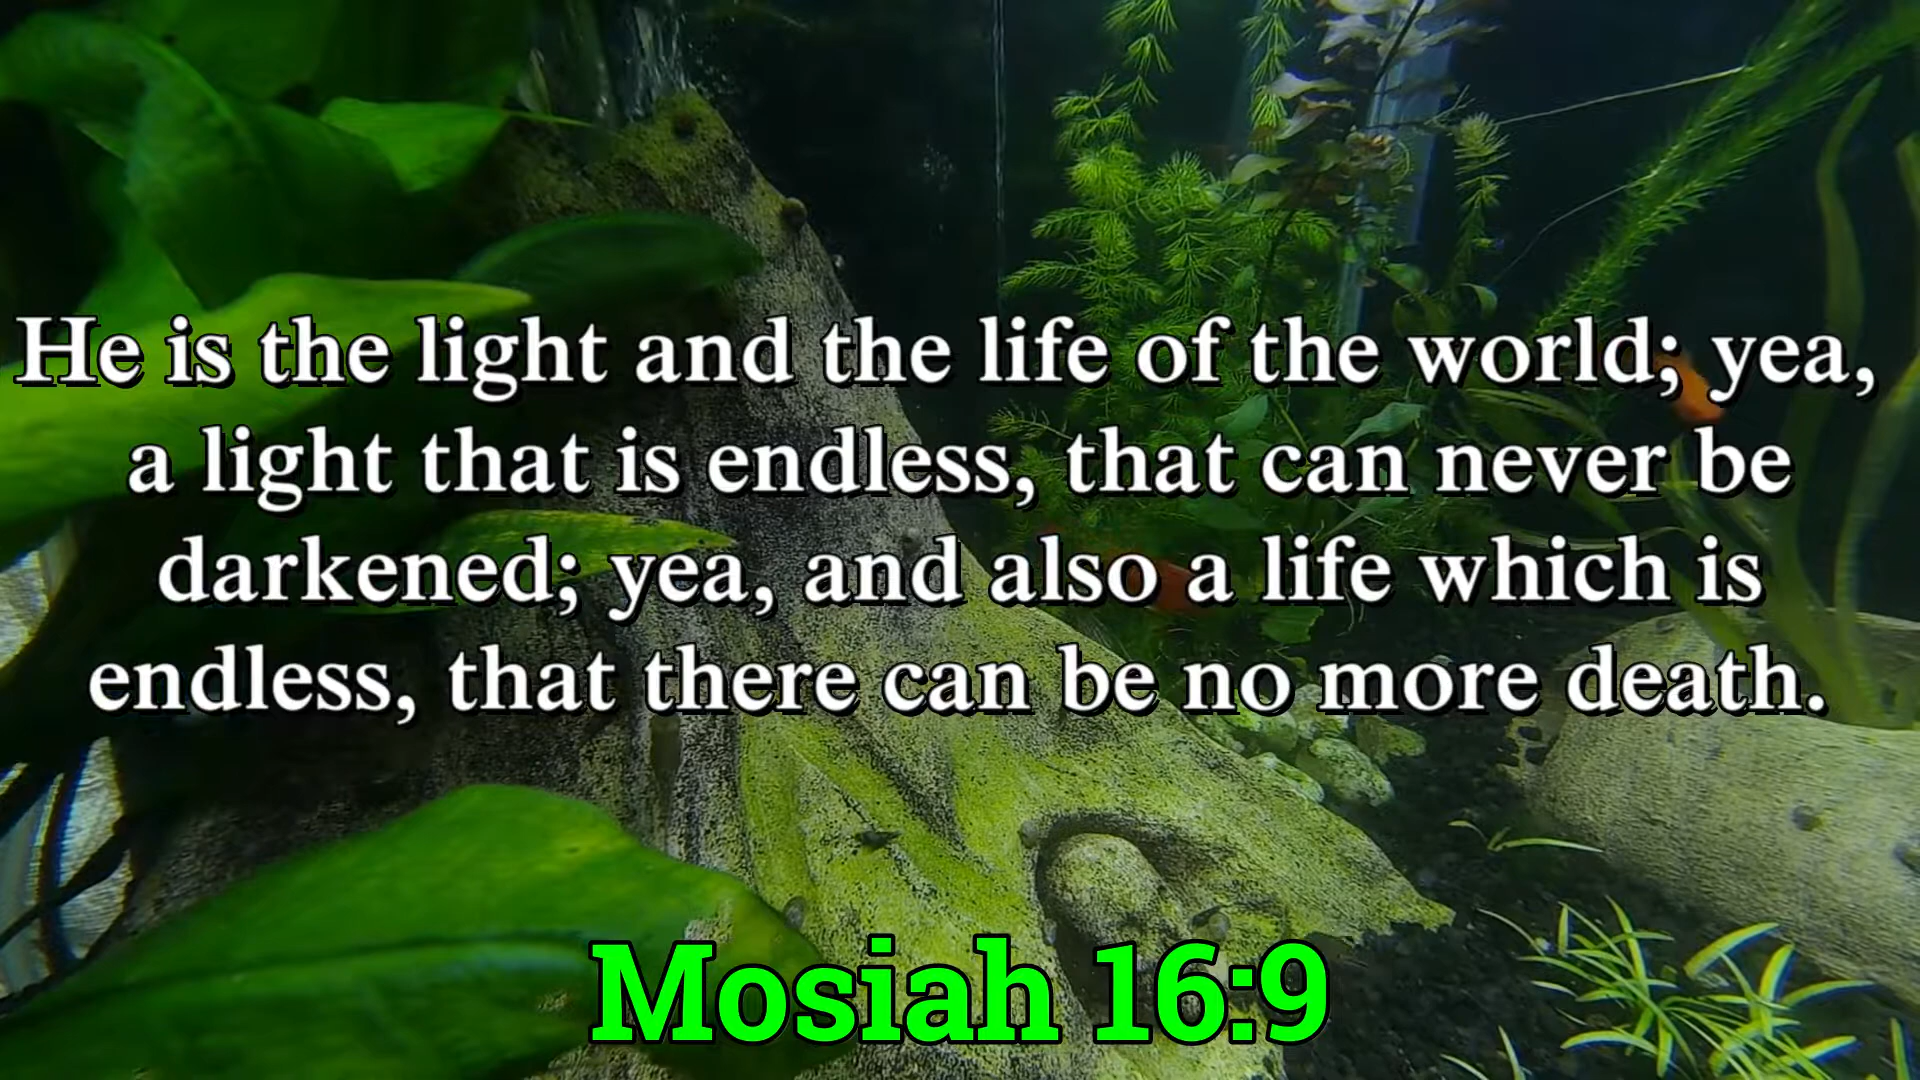 He is the light and the life of the world; yea,
a light that is endless, that can never be
darkened; yea, and also a life which is
endless, that there can be no more death.
Mosiah 16:9